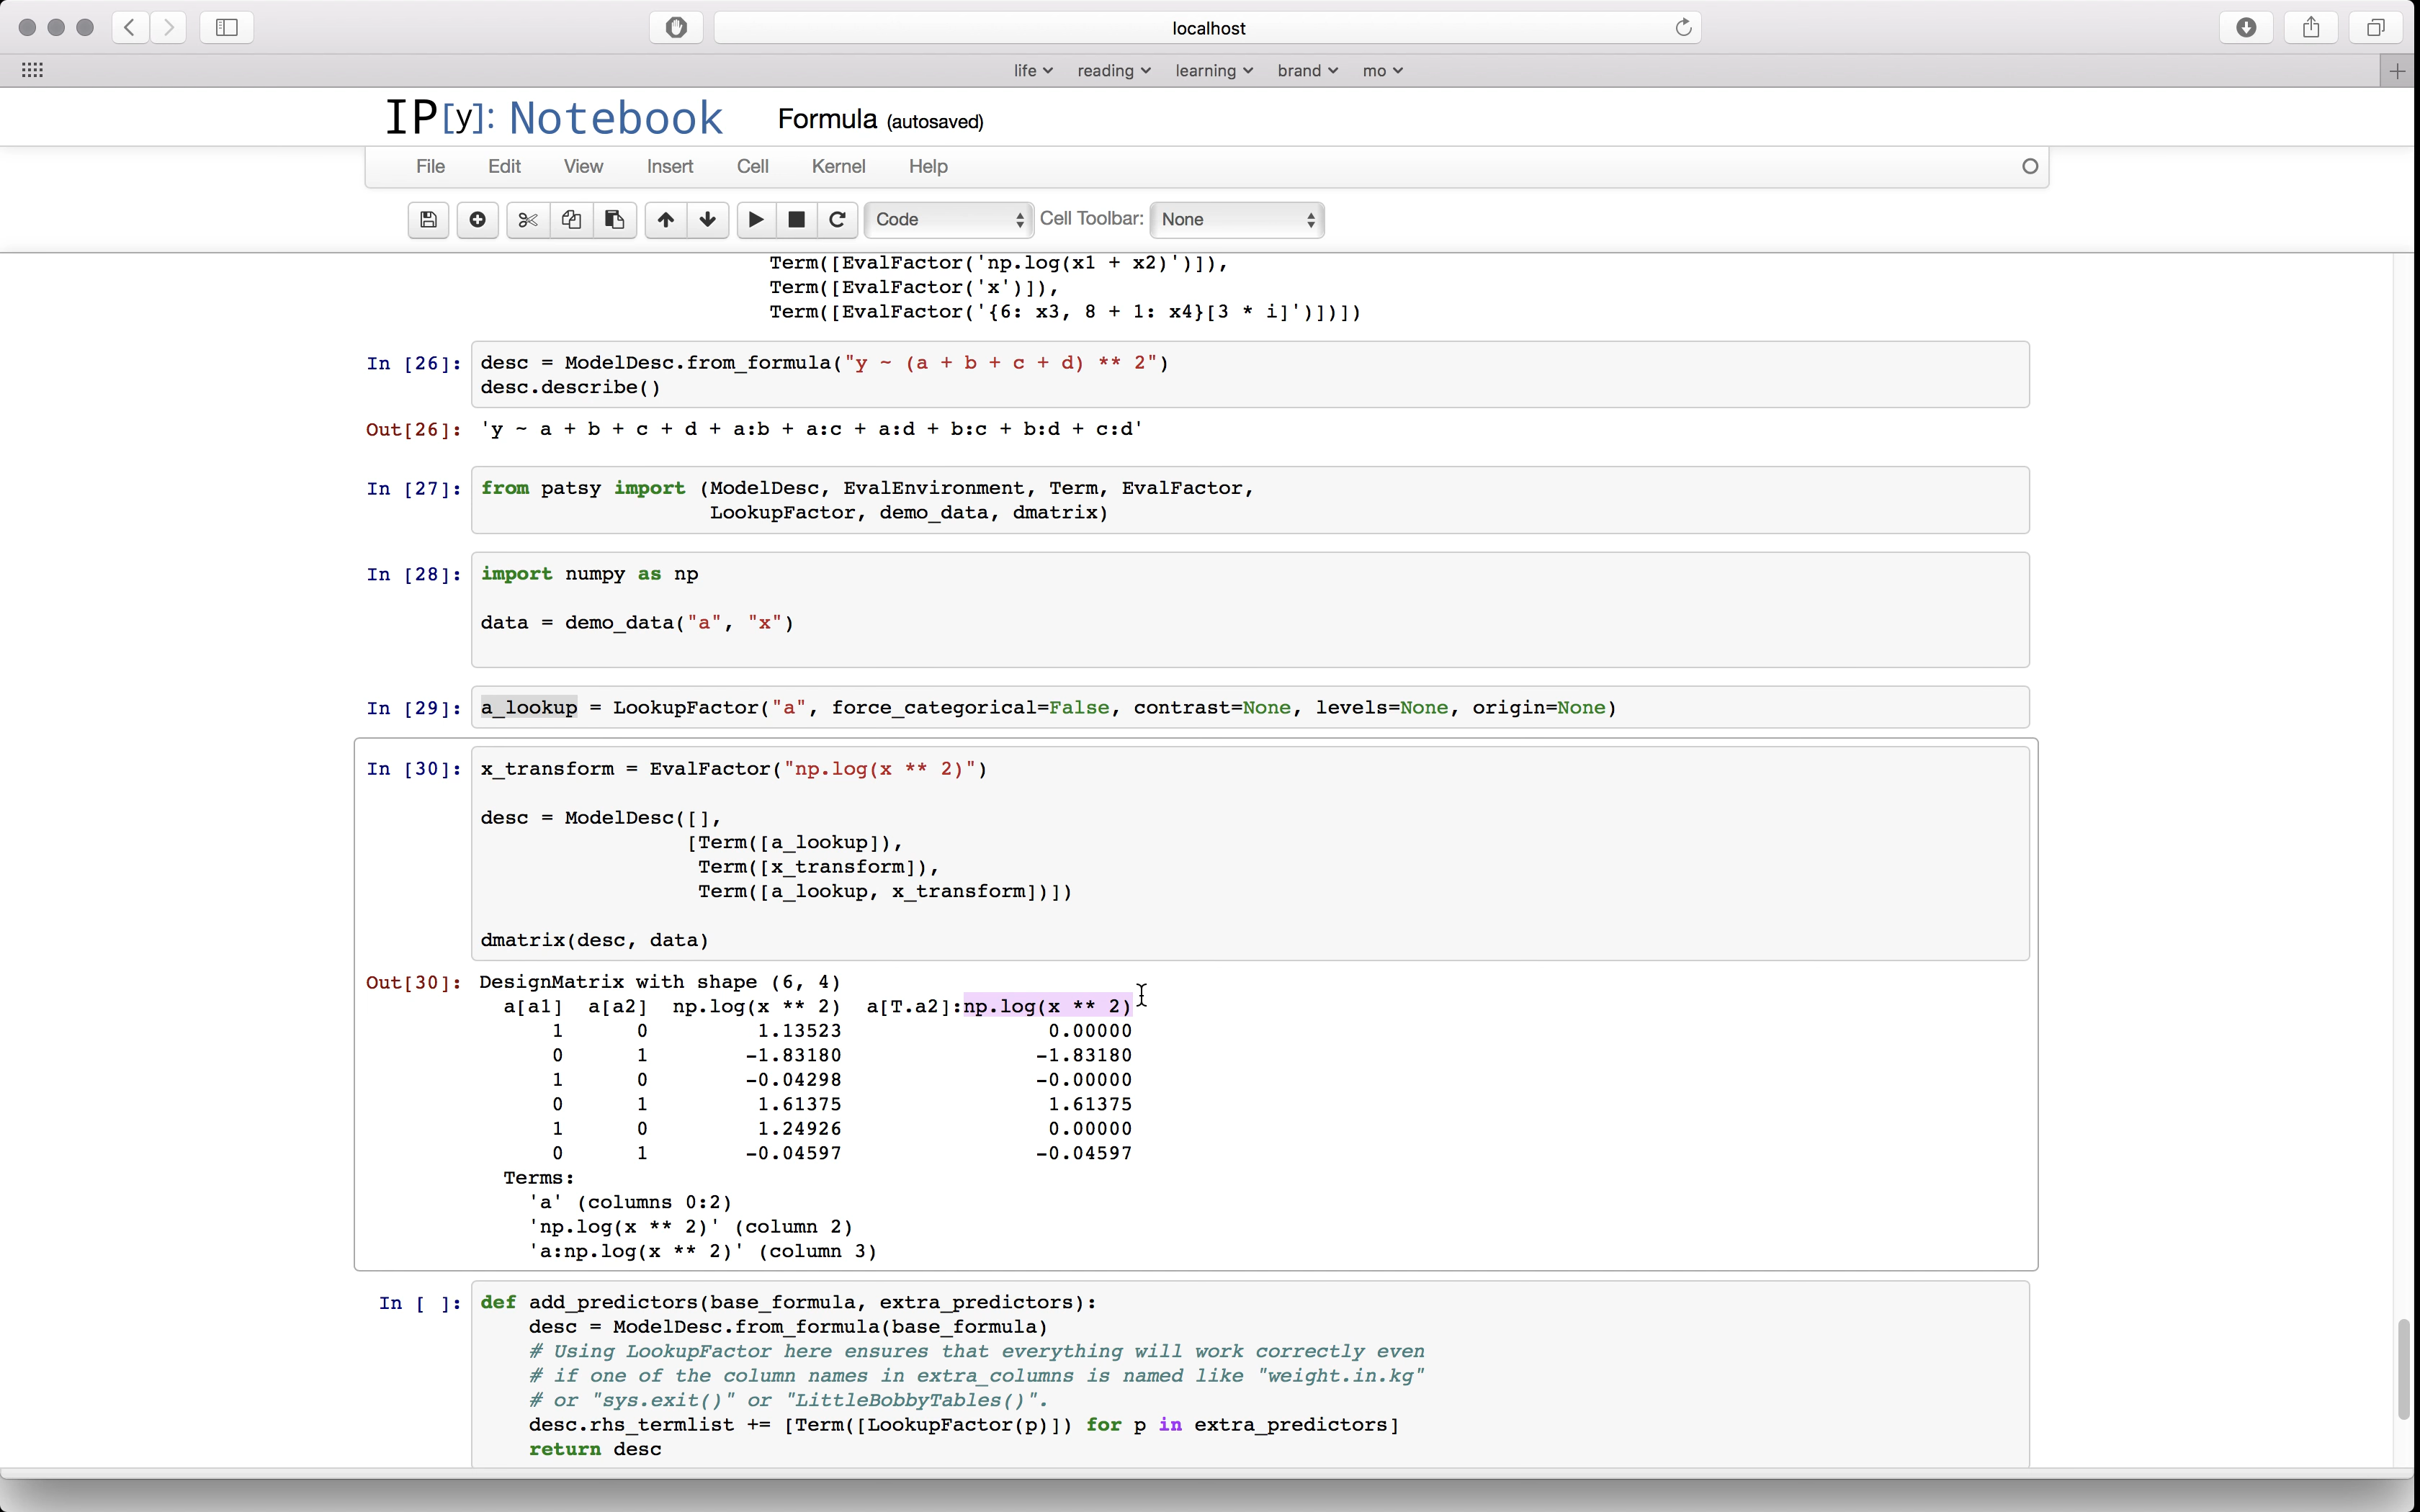 localhost
life reading learning brand mo
IP[y]: Notebook Formula (autosaved)
File Edit View Insert Cell Kernel Help
Code Cell Toolbar: None
Term([EvalFactor('np.log(x1 + x2)')]),
Term([EvalFactor('x')]),
Term([EvalFactor('{6: x3, 8 + 1: x4}[3 * i]')])])
In [26]: desc = ModelDesc.from_formula("y ~ (a + b + c + d) ** 2")
desc.describe()
Out[26]: 'y ~ a + b + c + d + a:b + a:c + a:d + b:c + b:d + c:d'
In [27]: from patsy import (ModelDesc, EvalEnvironment, Term, EvalFactor,
LookupFactor, demo_data, dmatrix)
In [28]: import numpy as np
data = demo_data("a", "x")
In [29]: a_lookup = LookupFactor("a", force_categorical=False, contrast=None, levels=None, origin=None)
In [30]: x_transform = EvalFactor("np.log(x ** 2)")
desc = ModelDesc([],
[Term([a_lookup]),
Term([x_transform]),
Term([a_lookup, x_transform])])
dmatrix(desc, data)
Out[30]: DesignMatrix with shape (6, 4)
a[a1] a[a2] np.log(x ** 2) a[T.a2]:np.log(x ** 2)
1 0 1.13523 0.00000
0 1 -1.83180 -1.83180
1 0 -0.04298 -0.00000
0 1 1.61375 1.61375
1 0 1.24926 0.00000
0 1 -0.04597 -0.04597
Terms:
'a' (columns 0:2)
'np.log(x ** 2)' (column 2)
'a:np.log(x ** 2)' (column 3)
In [ ]: def add_predictors(base_formula, extra_predictors):
desc = ModelDesc.from_formula(base_formula)
# Using LookupFactor here ensures that everything will work correctly even
# if one of the column names in extra_columns is named like "weight.in.kg"
# or "sys.exit()" or "LittleBobbyTables()".
desc.rhs_termlist += [Term([LookupFactor(p)]) for p in extra_predictors]
return desc